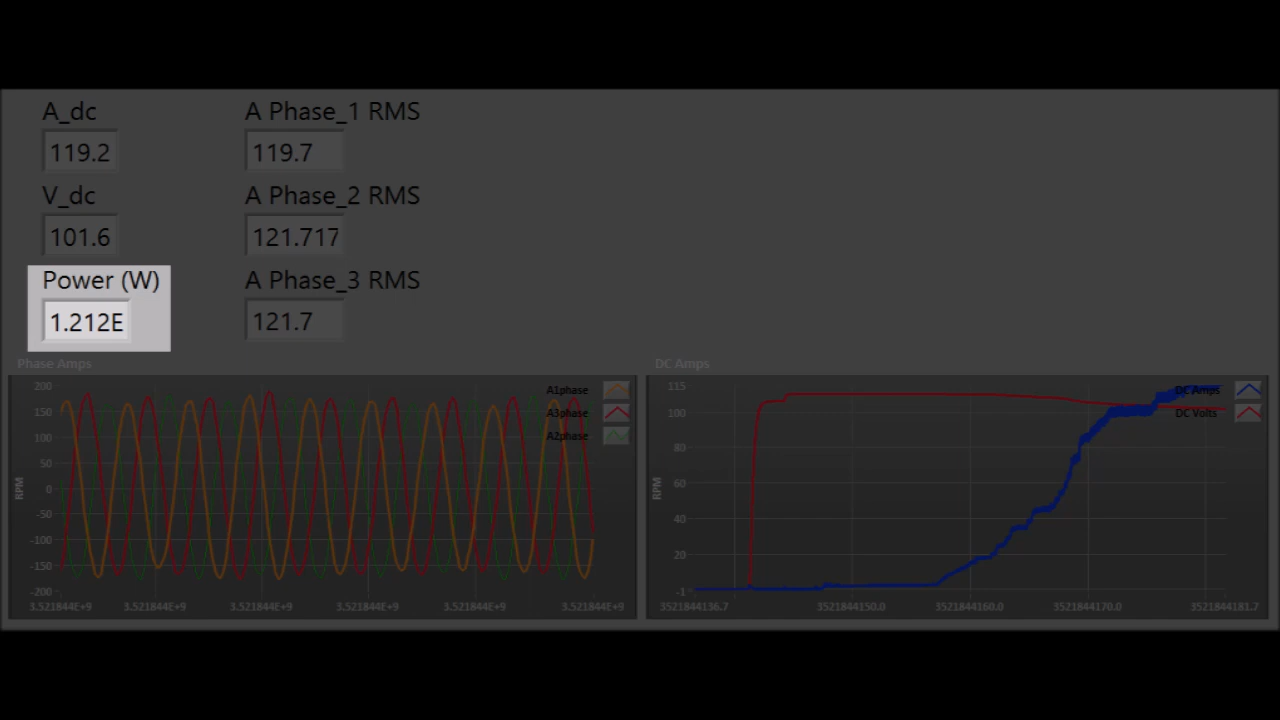 A_dc
119.2
A Phase_1 RMS
119.7
V_dc
101.6
A Phase_2 RMS
121.717
Power (W)
1.212E
A Phase_3 RMS
121.7
Phase Amps
200
150
100
50
0
-50
-100
-150
-200
RPM
A1phase
A3phase
A2phase
3.521844E+9 3.521844E+9 3.521844E+9 3.521844E+9 3.521844E+9 3.521844E+9
DC Amps
115
100
80
60
40
20
-1
RPM
DC Amps
DC Volts
3521844136.7 3521844150.0 3521844160.0 3521844170.0 3521844181.7